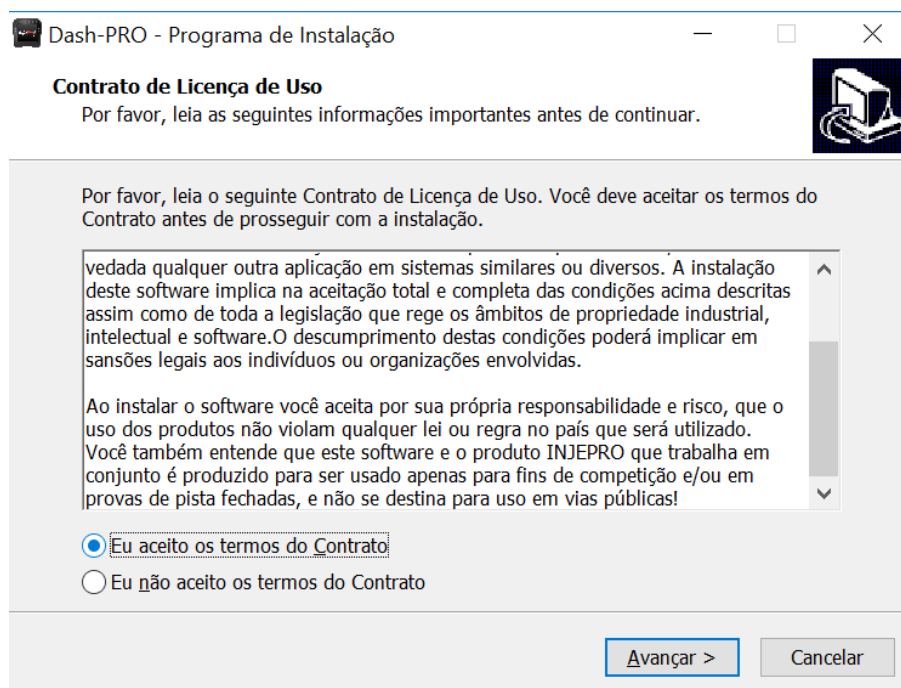 Dash-PRO - Programa de Instalação
Contrato de Licença de Uso
Por favor, leia as seguintes informações importantes antes de continuar.
Por favor, leia o seguinte Contrato de Licença de Uso. Você deve aceitar os termos do
Contrato antes de prosseguir com a instalação.
vedada qualquer outra aplicação em sistemas similares ou diversos. A instalação
deste software implica na aceitação total e completa das condições acima descritas
assim como de toda a legislação que rege os âmbitos de propriedade industrial,
intelectual e software.O descumprimento destas condições poderá implicar em
sansões legais aos indivíduos ou organizações envolvidas.
Ao instalar o software você aceita por sua própria responsabilidade e risco, que o
uso dos produtos não violam qualquer lei ou regra no país que será utilizado.
Você também entende que este software e o produto INJEPRO que trabalha em
conjunto é produzido para ser usado apenas para fins de competição e/ou em
provas de pista fechadas, e não se destina para uso em vias públicas!
Eu aceito os termos do Contrato
Eu não aceito os termos do Contrato
Avançar >
Cancelar